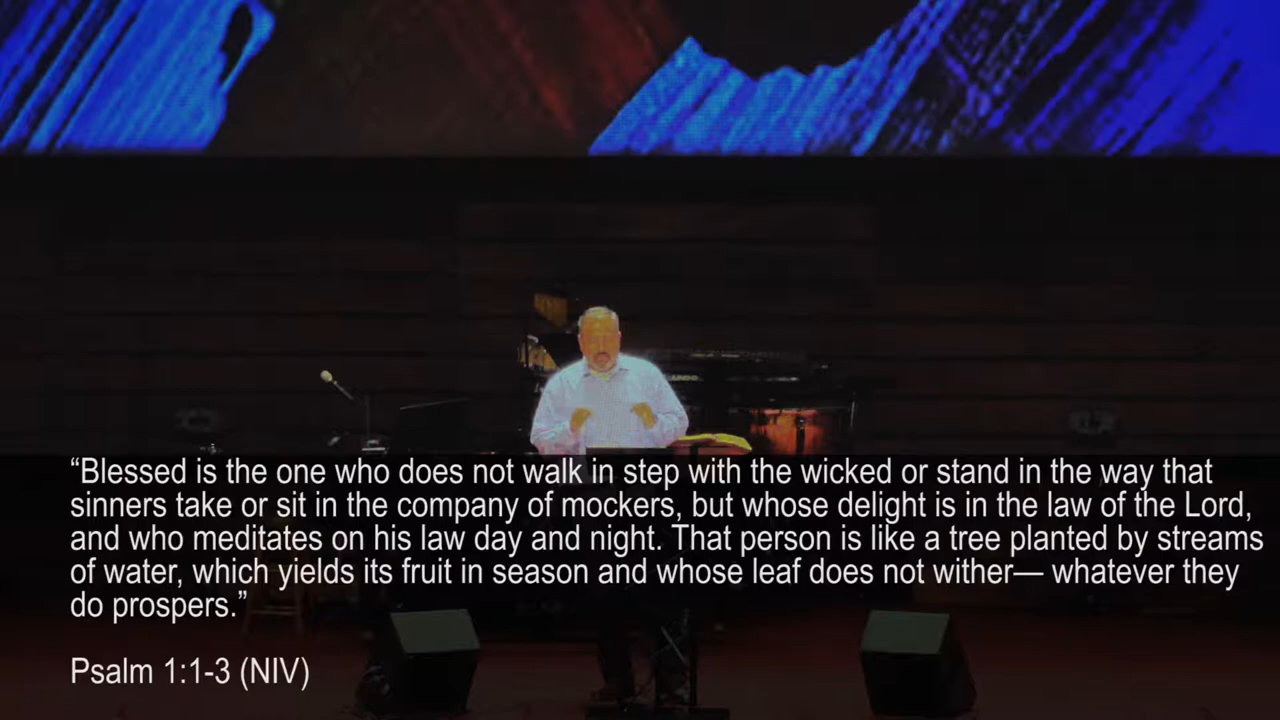 “Blessed is the one who does not walk in step with the wicked or stand in the way that
sinners take or sit in the company of mockers, but whose delight is in the law of the Lord,
and who meditates on his law day and night. That person is like a tree planted by streams
of water, which yields its fruit in season and whose leaf does not wither— whatever they
do prospers.”
Psalm 1:1-3 (NIV)